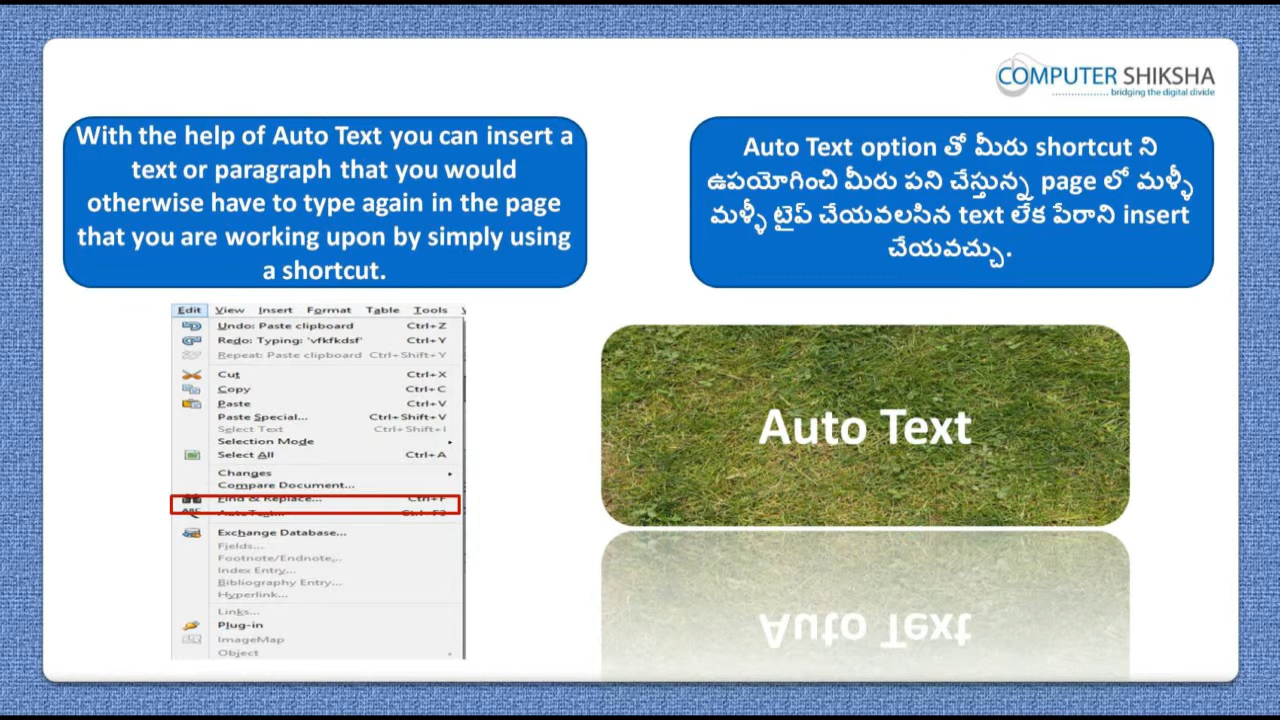 COMPUTER SHIKSHA
bridging the digital divide
With the help of Auto Text you can insert a
text or paragraph that you would
otherwise have to type again in the page
that you are working upon by simply using
a shortcut.
Auto Text option తో మీరు shortcut ని
ఉపయోగించి మీరు పని చేస్తున్న page లో మళ్ళీ
మళ్ళీ టైప్ చేయవలసిన text లేక పేరాని insert
చేయవచ్చు.
Edit View Insert Format Table Tools
Undo: Paste clipboard Ctrl+Z
Redo: Typing: 'vfkfkdsf' Ctrl+Y
Repeat: Paste clipboard Ctrl+Shift+Y
Cut Ctrl+X
Copy Ctrl+C
Paste Ctrl+V
Paste Special... Ctrl+Shift+V
Select Text Ctrl+Shift+I
Selection Mode
Select All Ctrl+A
Changes
Compare Document...
Find & Replace... Ctrl+F
AutoText... Ctrl+F3
Exchange Database...
Fields...
Footnote/Endnote...
Index Entry...
Bibliography Entry...
Hyperlink...
Links...
Plug-in
ImageMap
Object
Auto Text
Auto Text